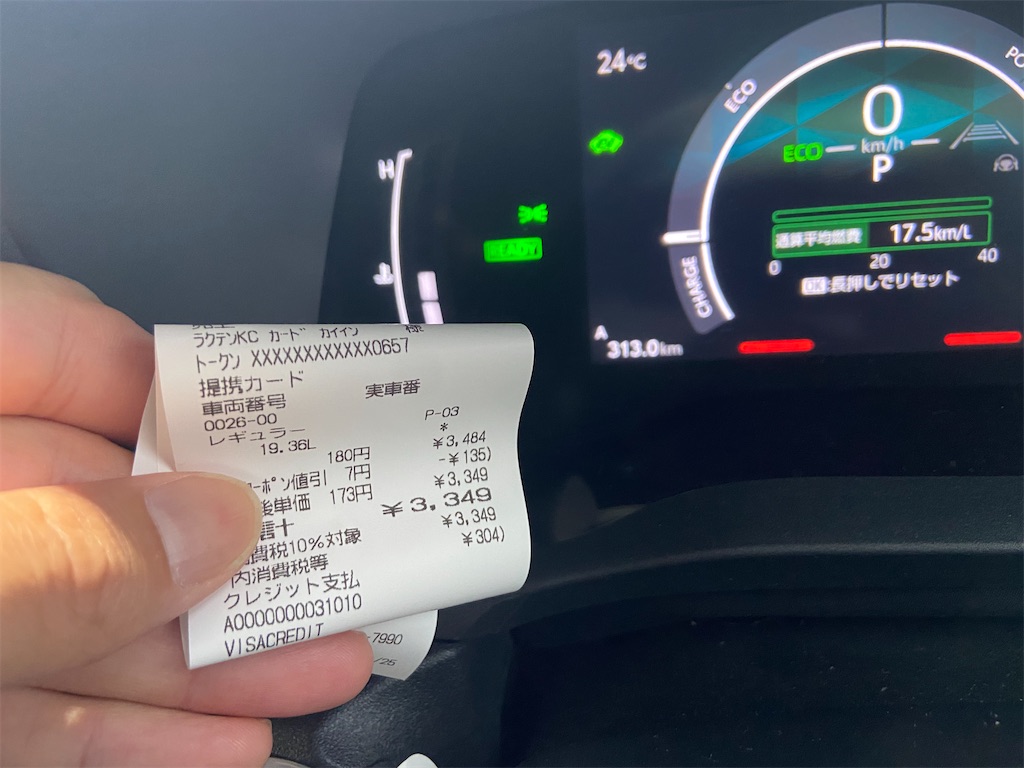 24℃
ECO
0
km/h
ECO
P
H
READY
通算平均燃費 17.5km/L
0 20 40
OK:長押しでリセット
CHARGE
A
313.0km
ラクテンKC カード カイイン 様
トークン XXXXXXXXXXXX0657
提携カード
車両番号 実車番
0026-00
レギュラー P-03
19.36L *
180円 ¥3,484
ーポン値引 7円 -¥135)
後単価 173円 ¥3,349
¥3,349
消費税10%対象 ¥3,349
内消費税等 ¥304)
クレジット支払
A0000000031010
VISACREDIT
-7990
/25